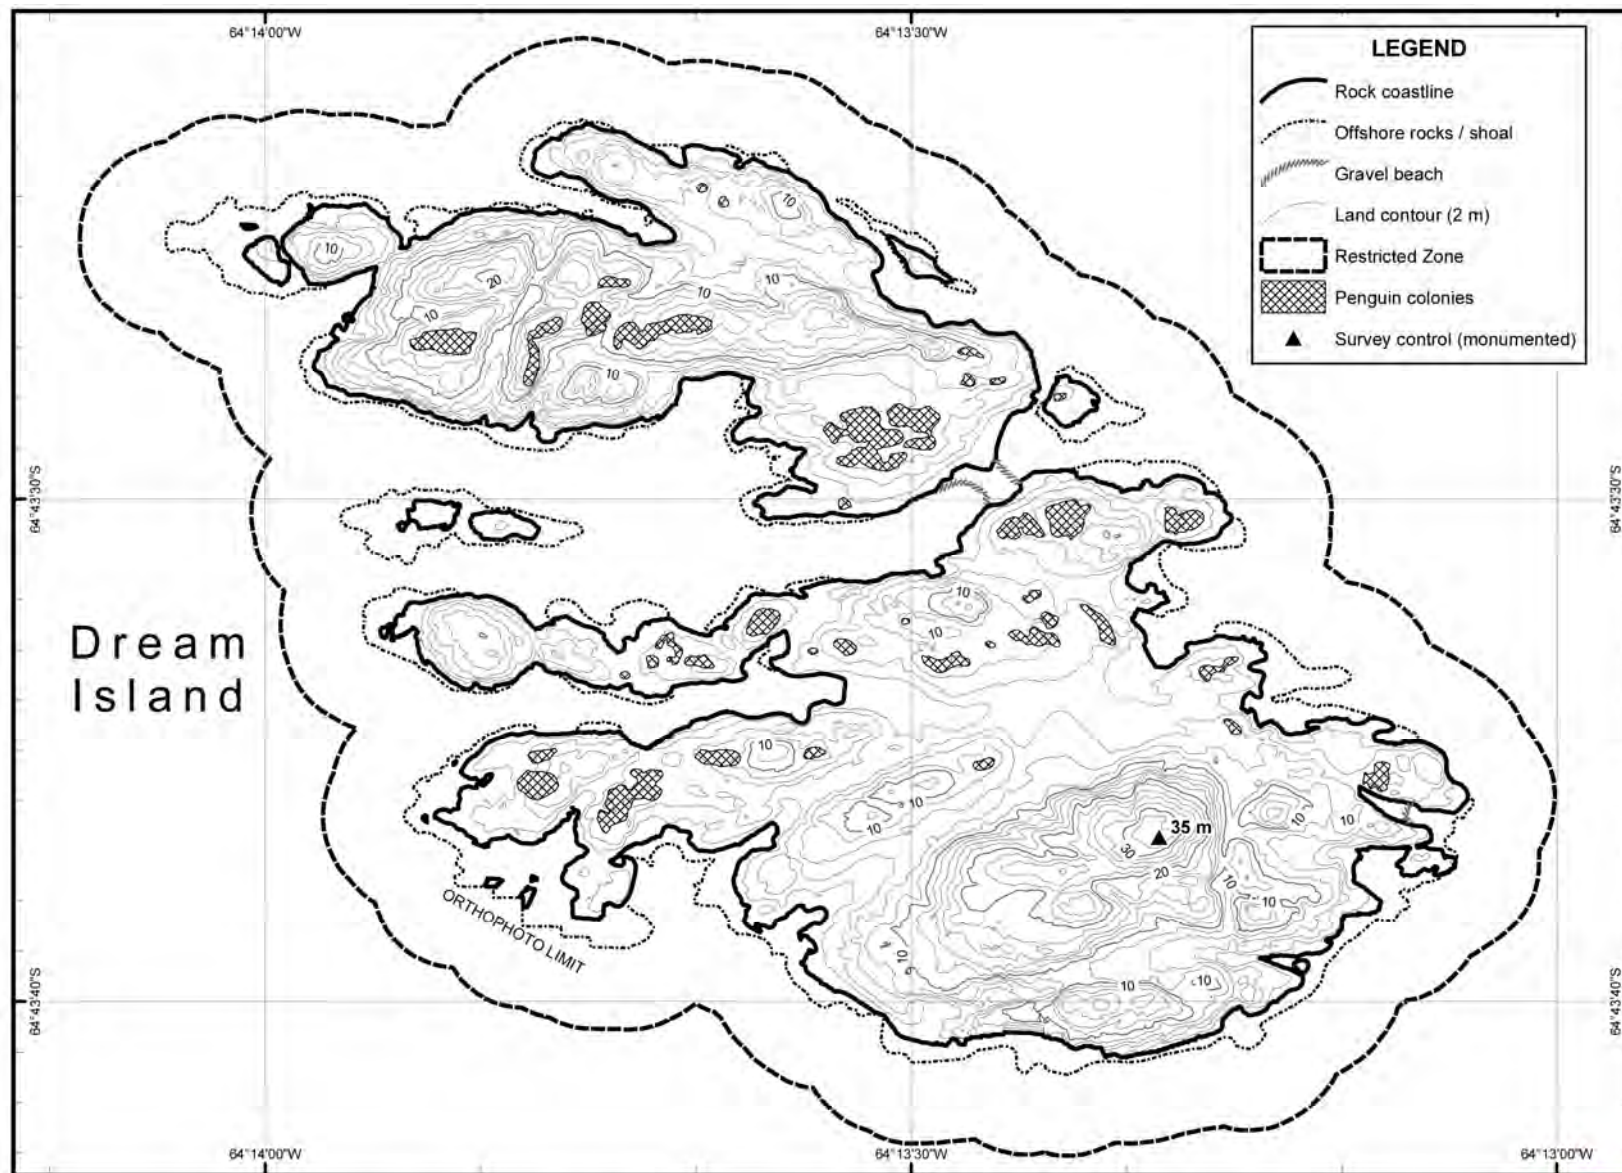 64°14'00"W
64°13'30"W
LEGEND
Rock coastline
Offshore rocks / shoal
Gravel beach
Land contour (2 m)
Restricted Zone
Penguin colonies
Survey control (monumented)
10
10
20
10
10
10
10
64°43'30"S
64°43'30"S
10
10
Dream
Island
10
10
10
10
10
35 m
30
20
10
10
ORTHOPHOTO LIMIT
10
10
10
64°43'40"S
64°43'40"S
64°14'00"W
64°13'30"W
64°13'00"W